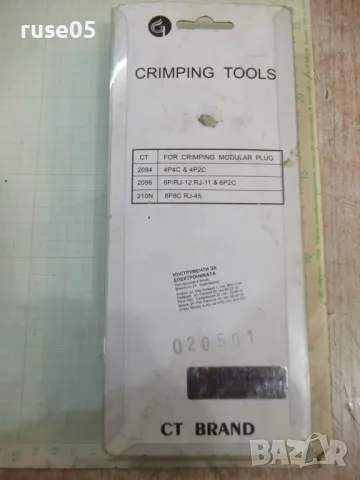 ruse05
CRIMPING TOOLS
CT FOR CRIMPING MODULAR PLUG
2094 4P4C & 4P2C
2096 6P/RJ-12, RJ-11 & 6P2C
210N 8P8C RJ-45
ИНСТРУМЕНТИ ЗА
ЕЛЕКТРОНИКАТА
020501
CT BRAND
BAZAR